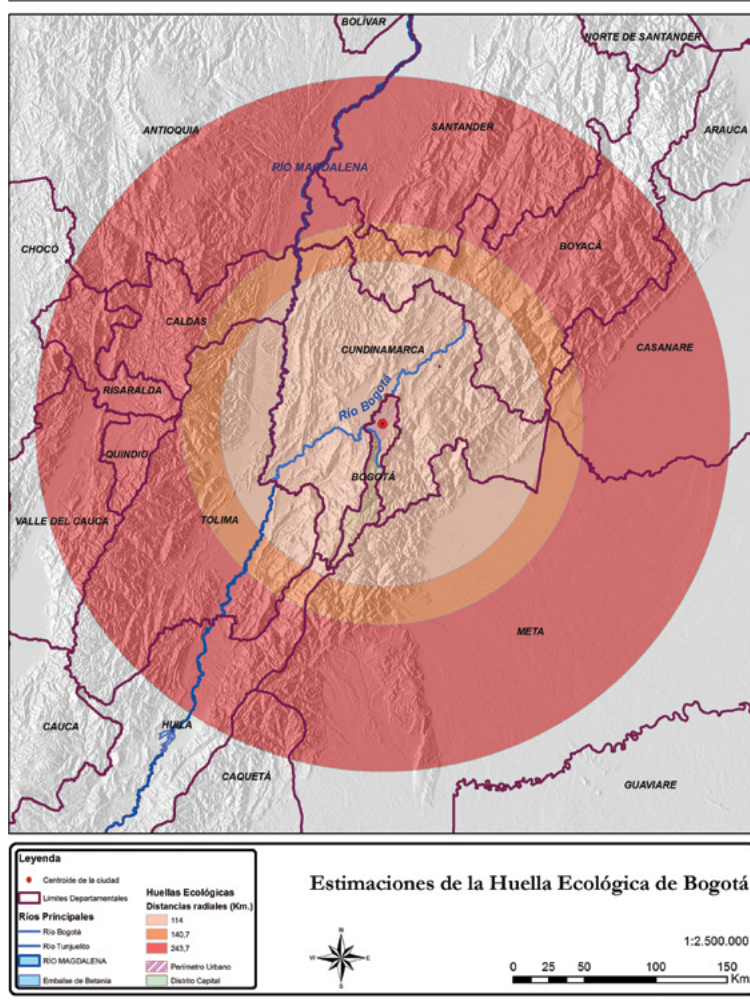 BOLÍVAR
NORTE DE SANTANDER
ANTIOQUIA
SANTANDER
ARAUCA
RÍO MAGDALENA
CHOCÓ
BOYACÁ
CALDAS
CUNDINAMARCA
CASANARE
RISARALDA
Río Bogotá
QUINDIO
BOGOTÁ
VALLE DEL CAUCA
TOLIMA
META
CAUCA
HUILA
CAQUETÁ
GUAVIARE
Leyenda
Centroide de la ciudad
Límites Departamentales
Ríos Principales
Río Bogotá
Río Tunjuelito
RÍO MAGDALENA
Embalse de Betania
Huellas Ecológicas
Distancias radiales (Km.)
114
140,7
243,7
Perímetro Urbano
Distrito Capital
Estimaciones de la Huella Ecológica de Bogotá
N
W E
S
1:2.500.000
0 25 50 100 150
Km